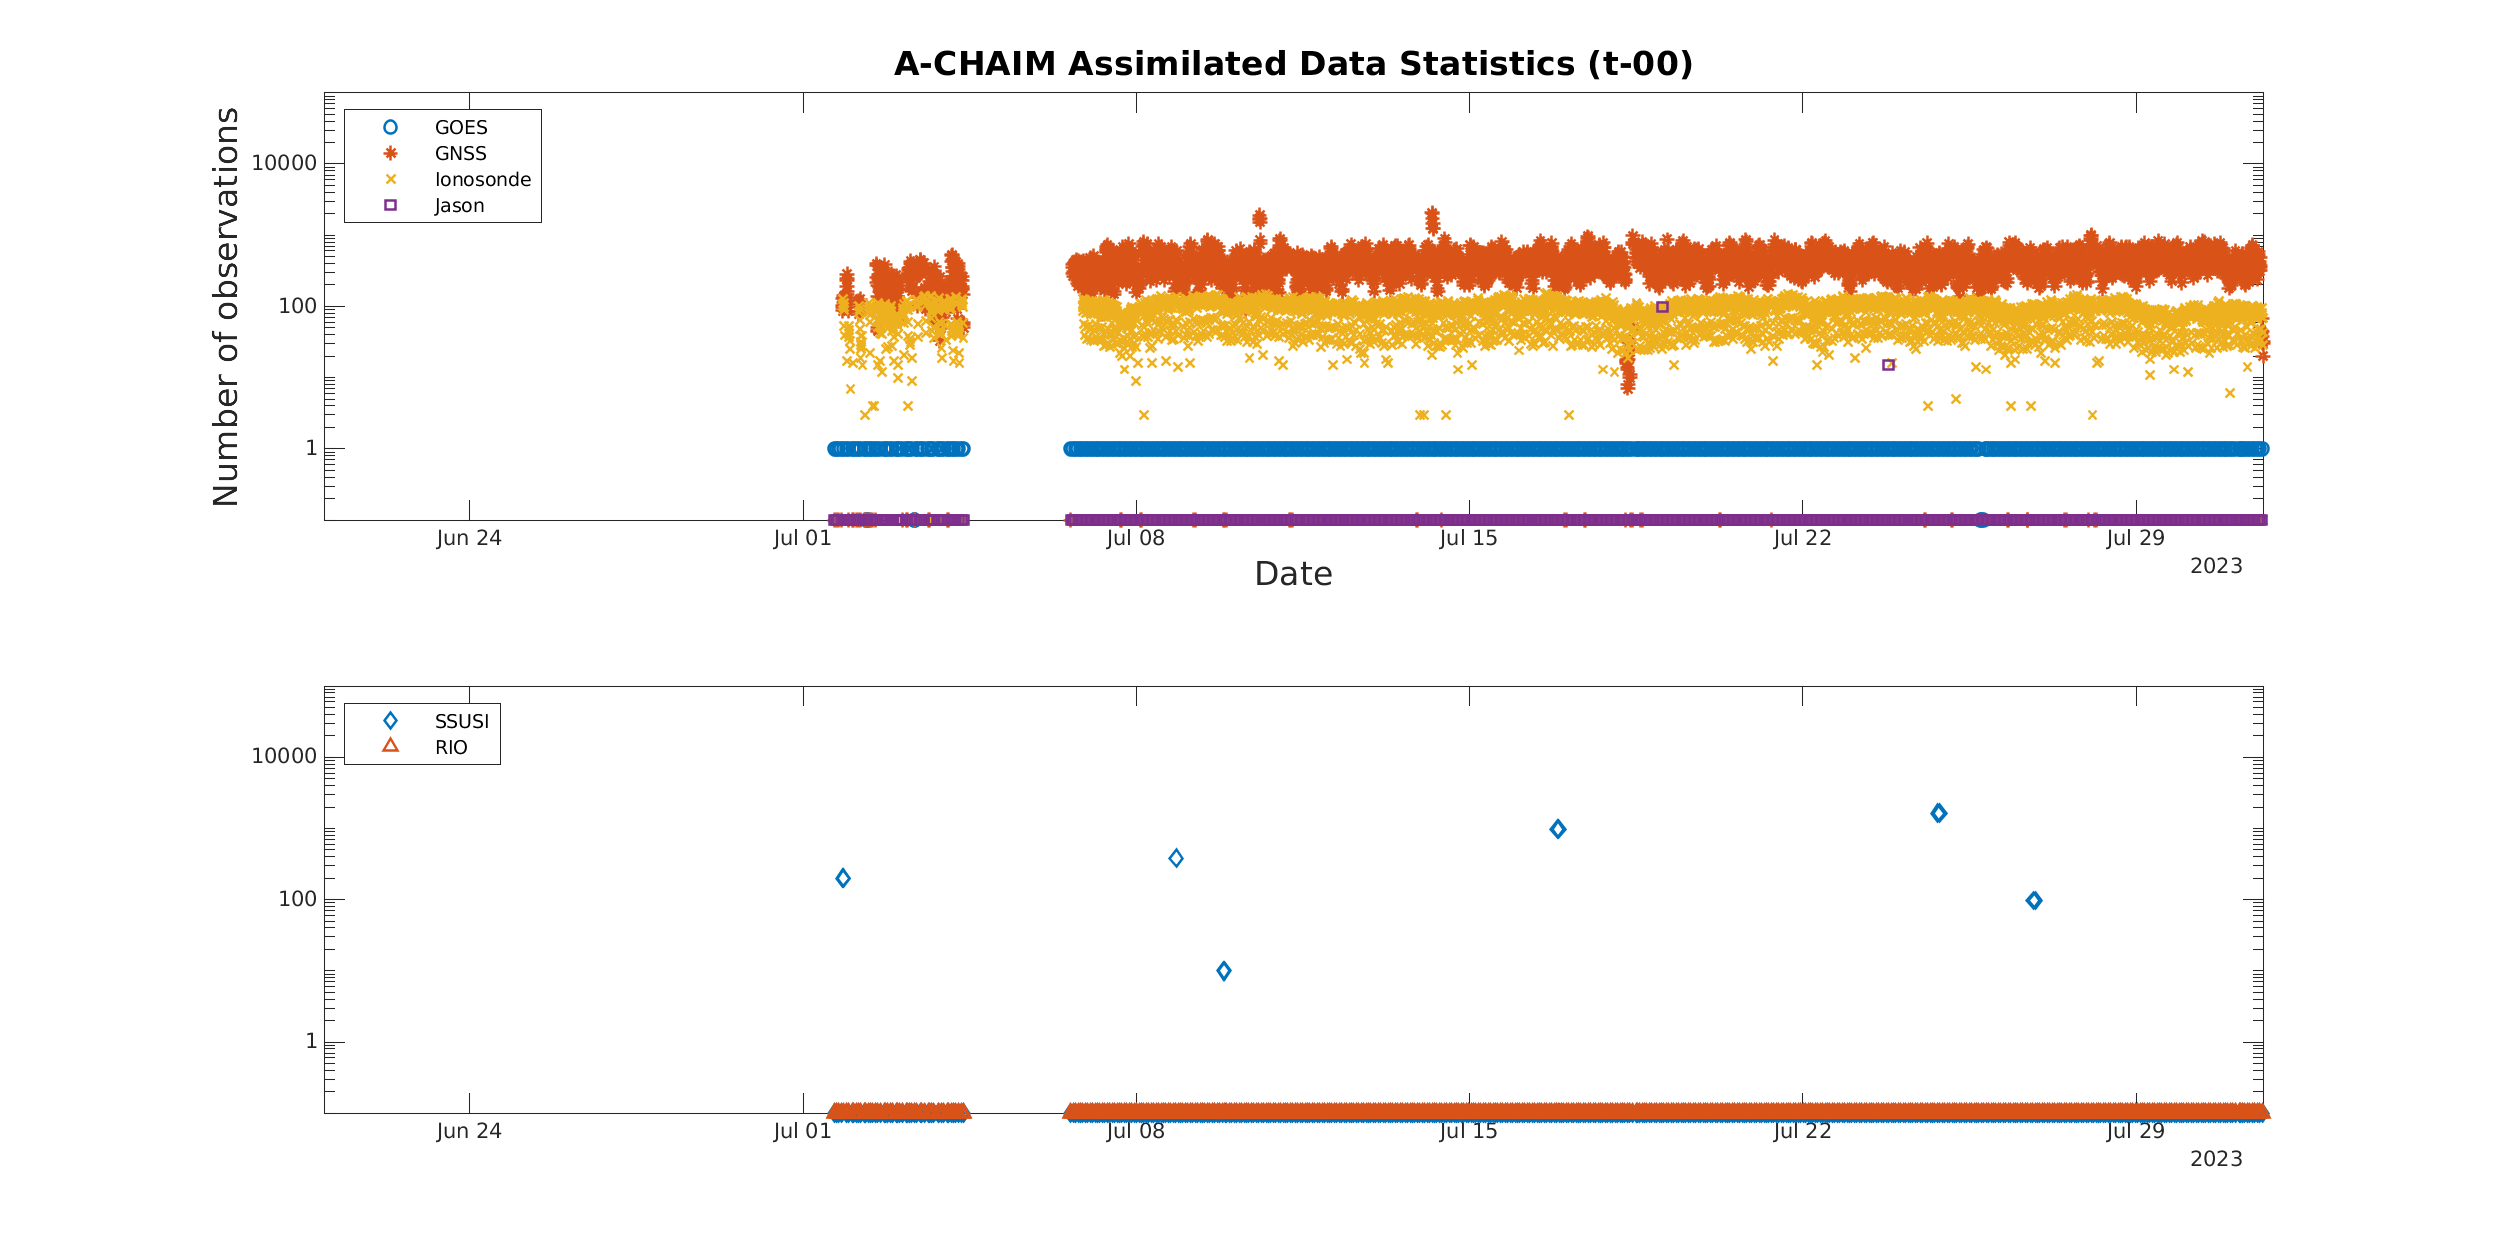 A-CHAIM Assimilated Data Statistics (t-00)
Number of observations
GOES
GNSS
Ionosonde
Jason
10000
100
1
Jun 24
Jul 01
Jul 08
Jul 15
Jul 22
Jul 29
2023
Date
SSUSI
RIO
10000
100
1
Jun 24
Jul 01
Jul 08
Jul 15
Jul 22
Jul 29
2023